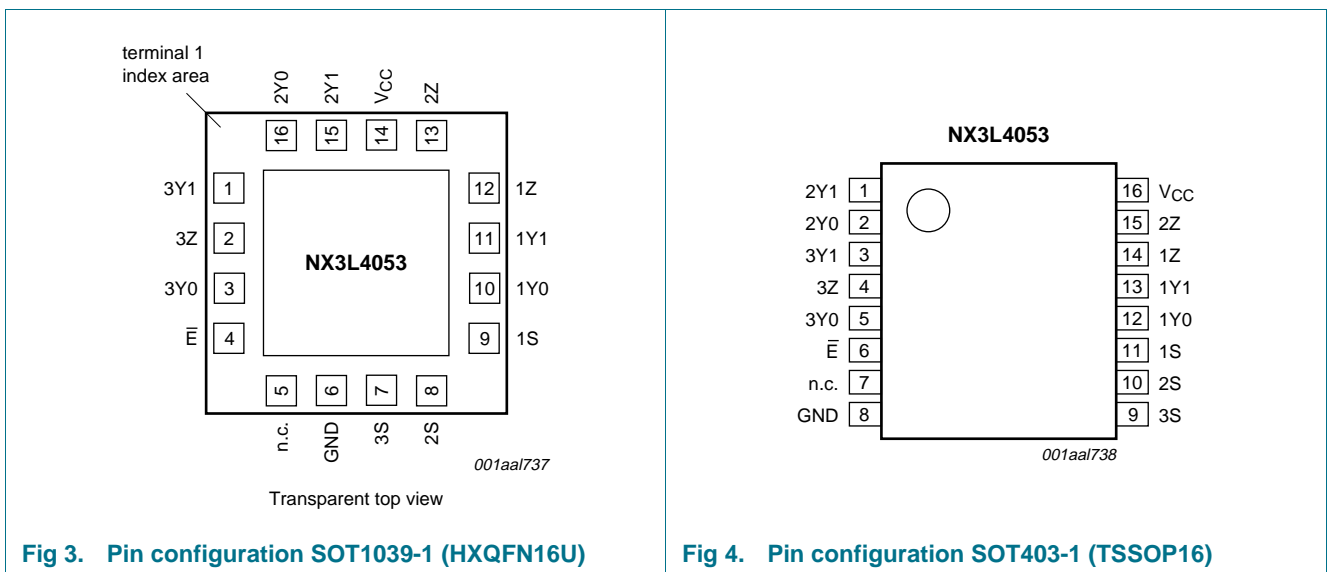 terminal 1
index area
2Y0
2Y1
VCC
2Z
16
15
14
13
3Y1 1
3Z 2
3Y0 3
E̅ 4
12 1Z
11 1Y1
10 1Y0
9 1S
NX3L4053
5
6
7
8
n.c.
GND
3S
2S
001aal737
Transparent top view
Fig 3. Pin configuration SOT1039-1 (HXQFN16U)
NX3L4053
2Y1 1
2Y0 2
3Y1 3
3Z 4
3Y0 5
E̅ 6
n.c. 7
GND 8
16 VCC
15 2Z
14 1Z
13 1Y1
12 1Y0
11 1S
10 2S
9 3S
001aal738
Fig 4. Pin configuration SOT403-1 (TSSOP16)